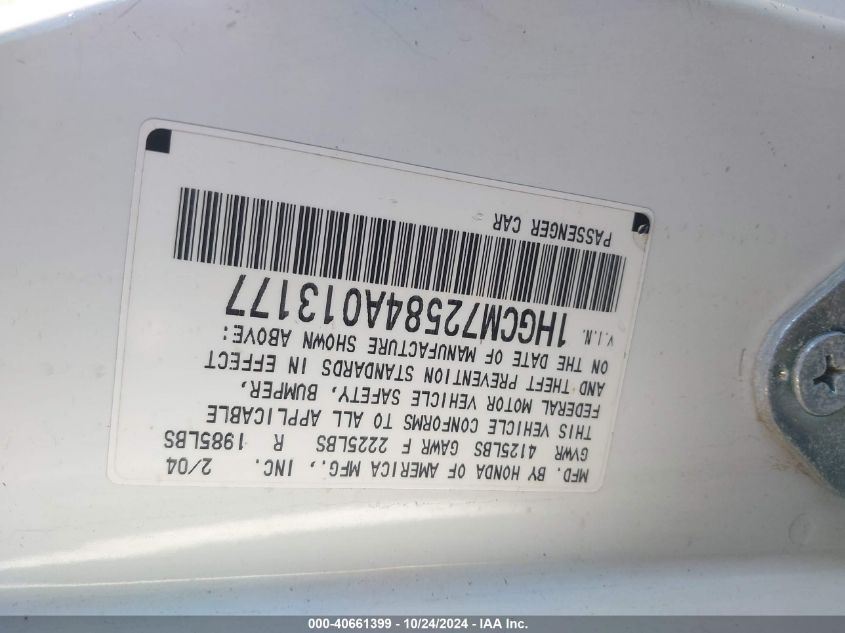 MFD. BY HONDA OF AMERICA MFG., INC. 2/04
GVWR 4125LBS GAWR F 2225LBS R 1985LBS
THIS VEHICLE CONFORMS TO ALL APPLICABLE
FEDERAL MOTOR VEHICLE SAFETY, BUMPER,
AND THEFT PREVENTION STANDARDS IN EFFECT
ON THE DATE OF MANUFACTURE SHOWN ABOVE:
V.I.N. 1HGCM72584A013177
PASSENGER CAR
000-40661399 - 10/24/2024 - IAA Inc.